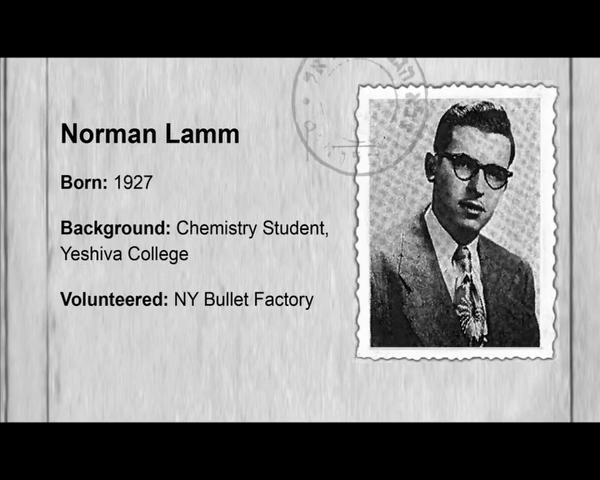 Norman Lamm
Born: 1927
Background: Chemistry Student,
Yeshiva College
Volunteered: NY Bullet Factory